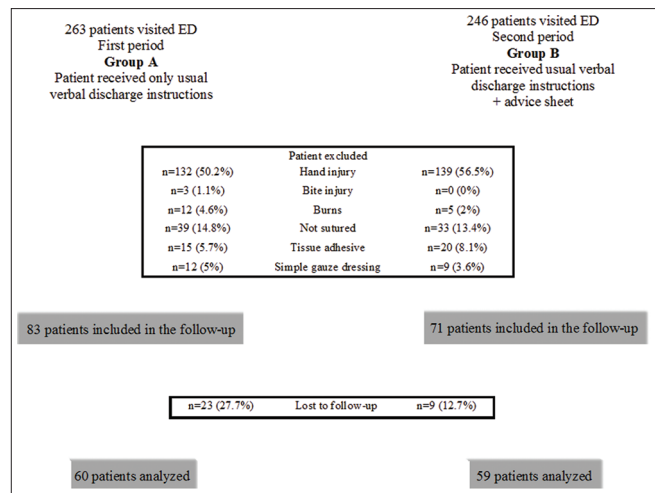 263 patients visited ED
First period
Group A
Patient received only usual
verbal discharge instructions
246 patients visited ED
Second period
Group B
Patient received usual verbal
discharge instructions
+ advice sheet
Patient excluded
n=132 (50.2%) Hand injury n=139 (56.5%)
n=3 (1.1%) Bite injury n=0 (0%)
n=12 (4.6%) Burns n=5 (2%)
n=39 (14.8%) Not sutured n=33 (13.4%)
n=15 (5.7%) Tissue adhesive n=20 (8.1%)
n=12 (5%) Simple gauze dressing n=9 (3.6%)
83 patients included in the follow-up
71 patients included in the follow-up
n=23 (27.7%) Lost to follow-up n=9 (12.7%)
60 patients analyzed
59 patients analyzed